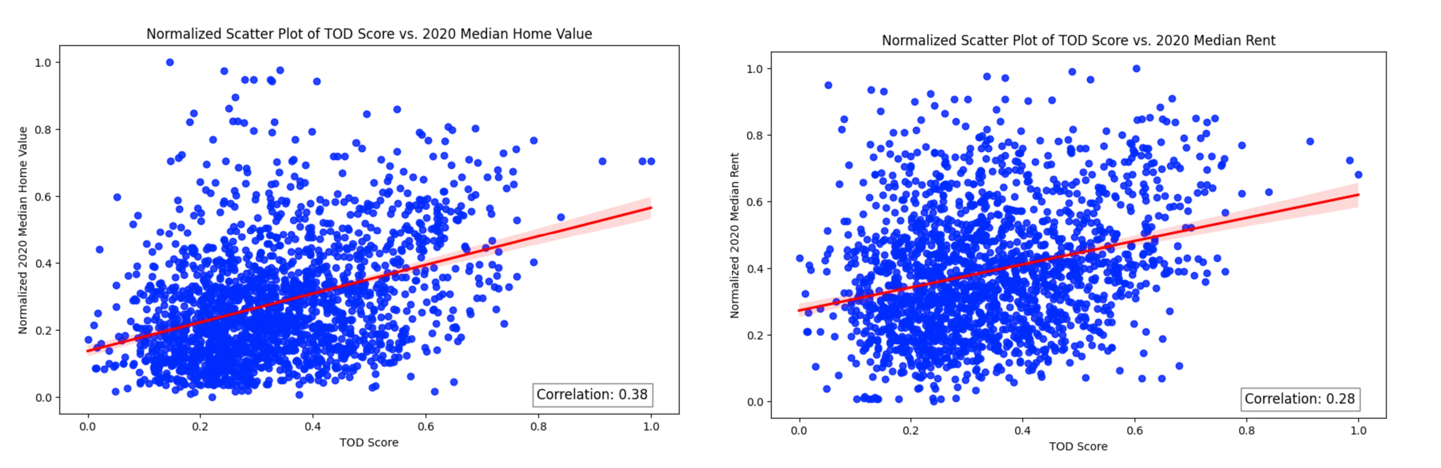 Normalized Scatter Plot of TOD Score vs. 2020 Median Home Value
1.0
0.8
0.6
0.4
0.2
0.0
Normalized 2020 Median Home Value
Correlation: 0.38
0.0 0.2 0.4 0.6 0.8 1.0
TOD Score
Normalized Scatter Plot of TOD Score vs. 2020 Median Rent
1.0
0.8
0.6
0.4
0.2
0.0
Normalized 2020 Median Rent
Correlation: 0.28
0.0 0.2 0.4 0.6 0.8 1.0
TOD Score